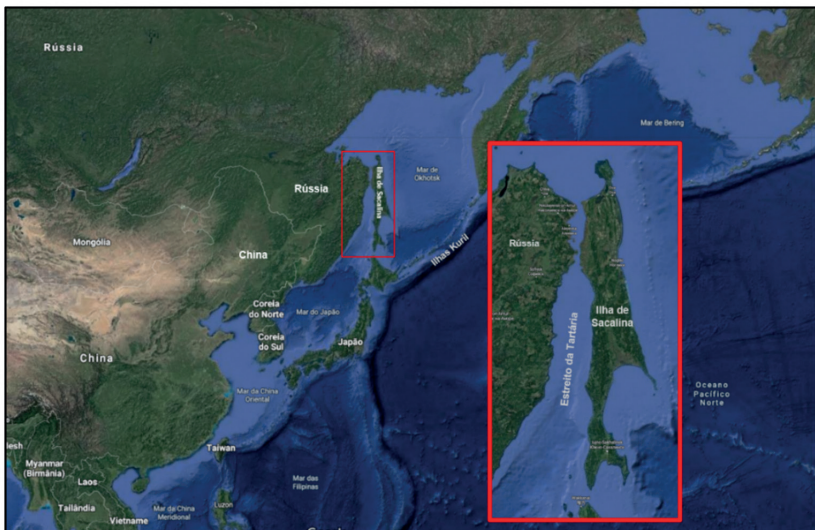 Rússia
Mar de Bering
Mar de
Okhotsk
Rússia
Ilha de Sacalina
Mongólia
China
Ilhas Kuril
Rússia
Ilha de
Sacalina
Estreito da Tartária
Coreia
do Norte
Mar do Japão
Coreia
do Sul
Japão
China
Mar da China
Oriental
Oceano
Pacífico
Norte
Taiwan
desh
Myanmar
(Birmânia)
Laos
Mar das
Filipinas
Tailândia
Mar da China
Meridional
Luzon
Vietname